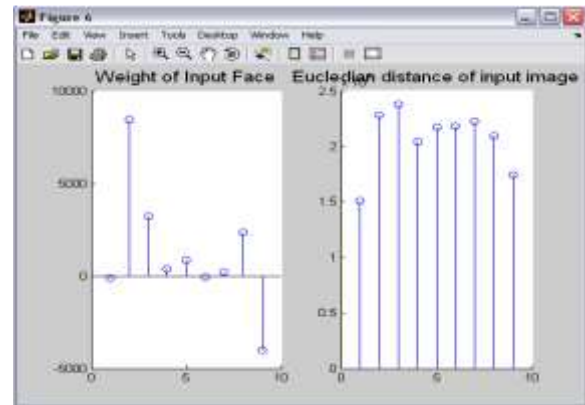 Figure 6
File Edit View Insert Tools Desktop Window Help
Weight of Input Face
Eucledian distance of input image
10000
5000
0
-5000
0 5 10
2.5
2
1.5
1
0.5
0
0 5 10